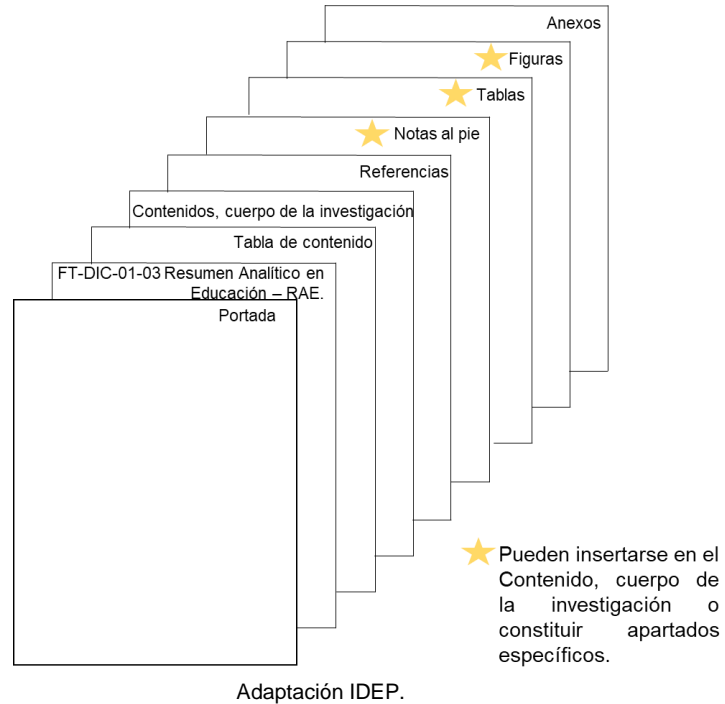 Anexos
Figuras
Tablas
Notas al pie
Referencias
Contenidos, cuerpo de la investigación
Tabla de contenido
FT-DIC-01-03 Resumen Analítico en
Educación – RAE.
Portada
Pueden insertarse en el
Contenido, cuerpo de
la investigación o
constituir apartados
específicos.
Adaptación IDEP.